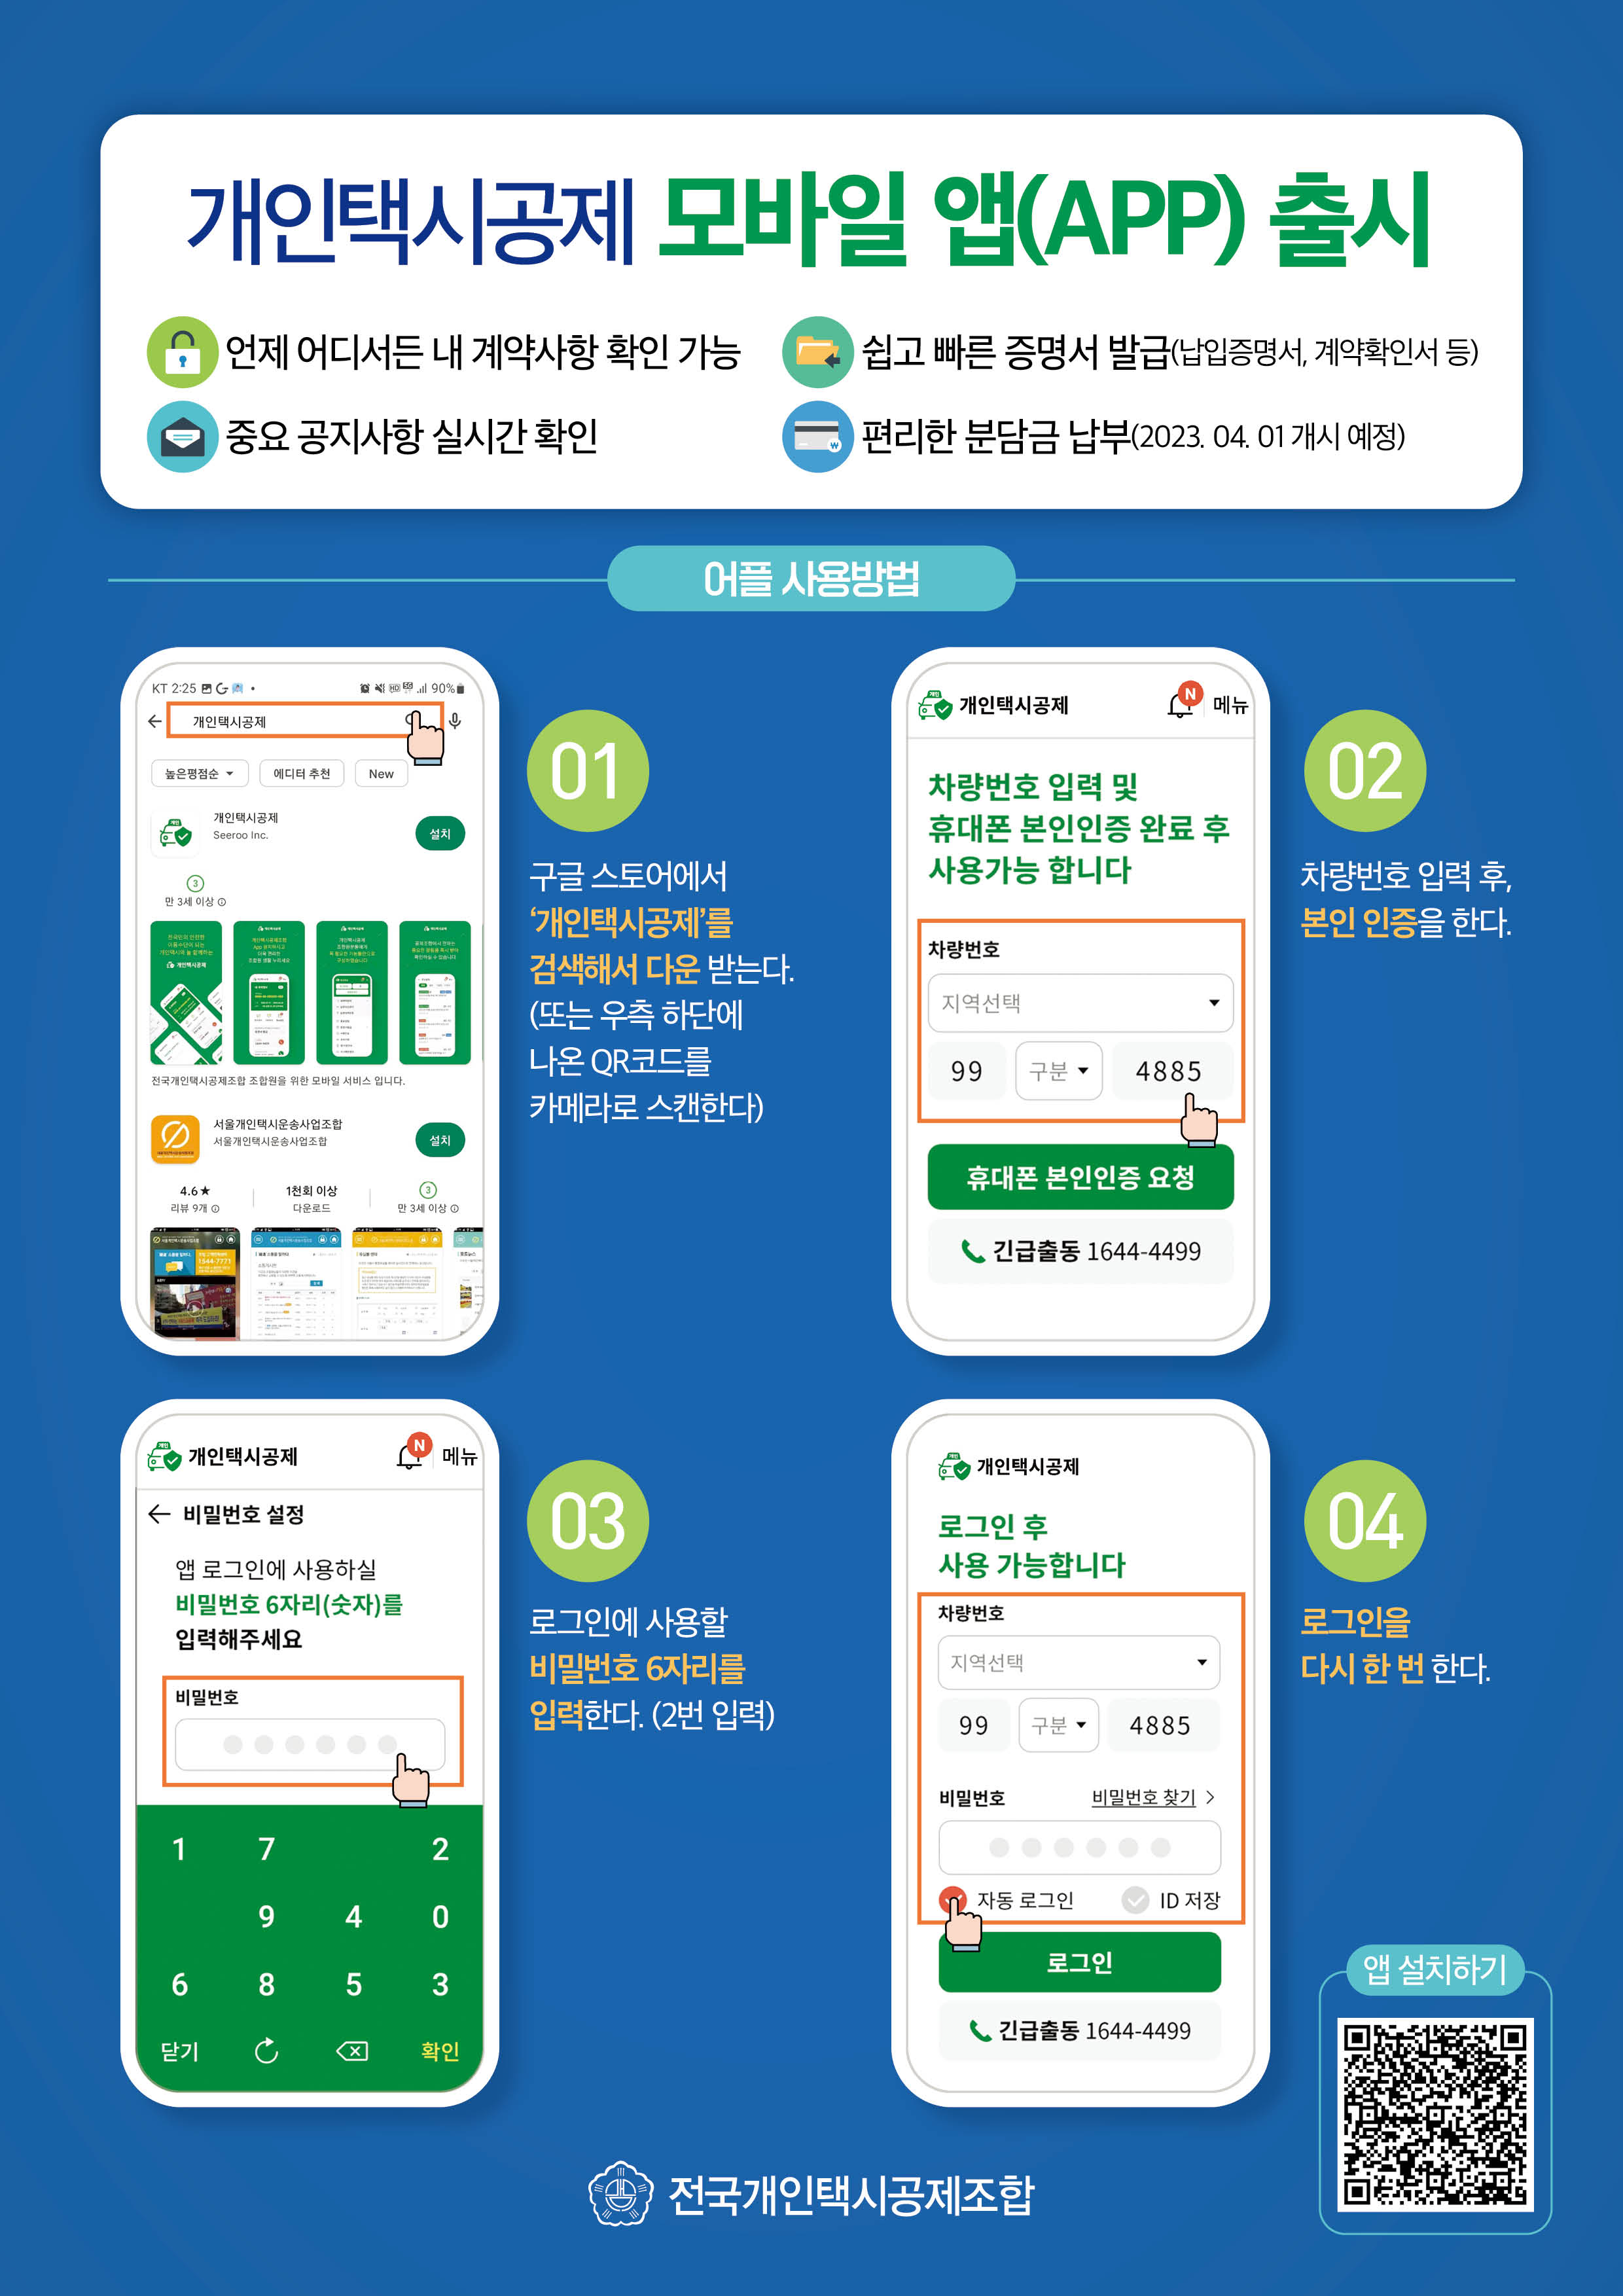 개인택시공제 모바일 앱(APP) 출시
언제 어디서든 내 계약사항 확인 가능
쉽고 빠른 증명서 발급(납입증명서, 계약확인서 등)
중요 공지사항 실시간 확인
편리한 분담금 납부(2023. 04. 01 개시 예정)
어플 사용방법
KT 2:25
90%
개인택시공제
높은평점순
에디터 추천
New
개인택시공제
Seeroo Inc.
설치
3
만 3세 이상
개인택시공제
전국개인택시공제조합 조합원을 위한 모바일 서비스 입니다.
서울개인택시운송사업조합
서울개인택시운송사업조합
설치
4.6★
리뷰 9개
1천회 이상
다운로드
3
만 3세 이상
1544-7771
01
구글 스토어에서
‘개인택시공제’를
검색해서 다운 받는다.
(또는 우측 하단에
나온 QR코드를
카메라로 스캔한다)
개인
개인택시공제
N
메뉴
차량번호 입력 및
휴대폰 본인인증 완료 후
사용가능 합니다
차량번호
지역선택
99
구분
4885
휴대폰 본인인증 요청
긴급출동 1644-4499
02
차량번호 입력 후,
본인 인증을 한다.
개인
개인택시공제
N
메뉴
비밀번호 설정
앱 로그인에 사용하실
비밀번호 6자리(숫자)를
입력해주세요
비밀번호
1 7 2
9 4 0
6 8 5 3
닫기
확인
03
로그인에 사용할
비밀번호 6자리를
입력한다. (2번 입력)
개인
개인택시공제
로그인 후
사용 가능합니다
차량번호
지역선택
99
구분
4885
비밀번호
비밀번호 찾기 >
자동 로그인
ID 저장
로그인
긴급출동 1644-4499
04
로그인을
다시 한 번 한다.
앱 설치하기
전국개인택시공제조합